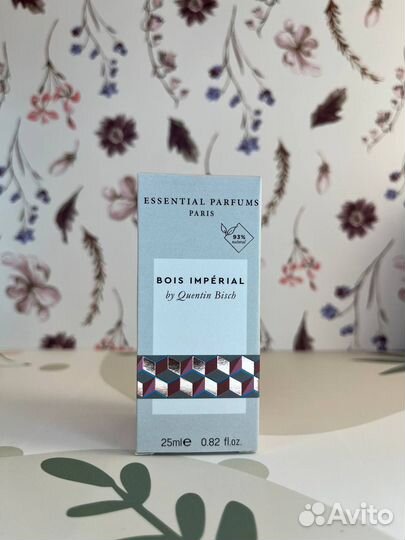 ESSENTIAL PARFUMS
PARIS
93%
natural
BOIS IMPÉRIAL
by Quentin Bisch
25ml℮ 0.82 fl.oz.
Avito